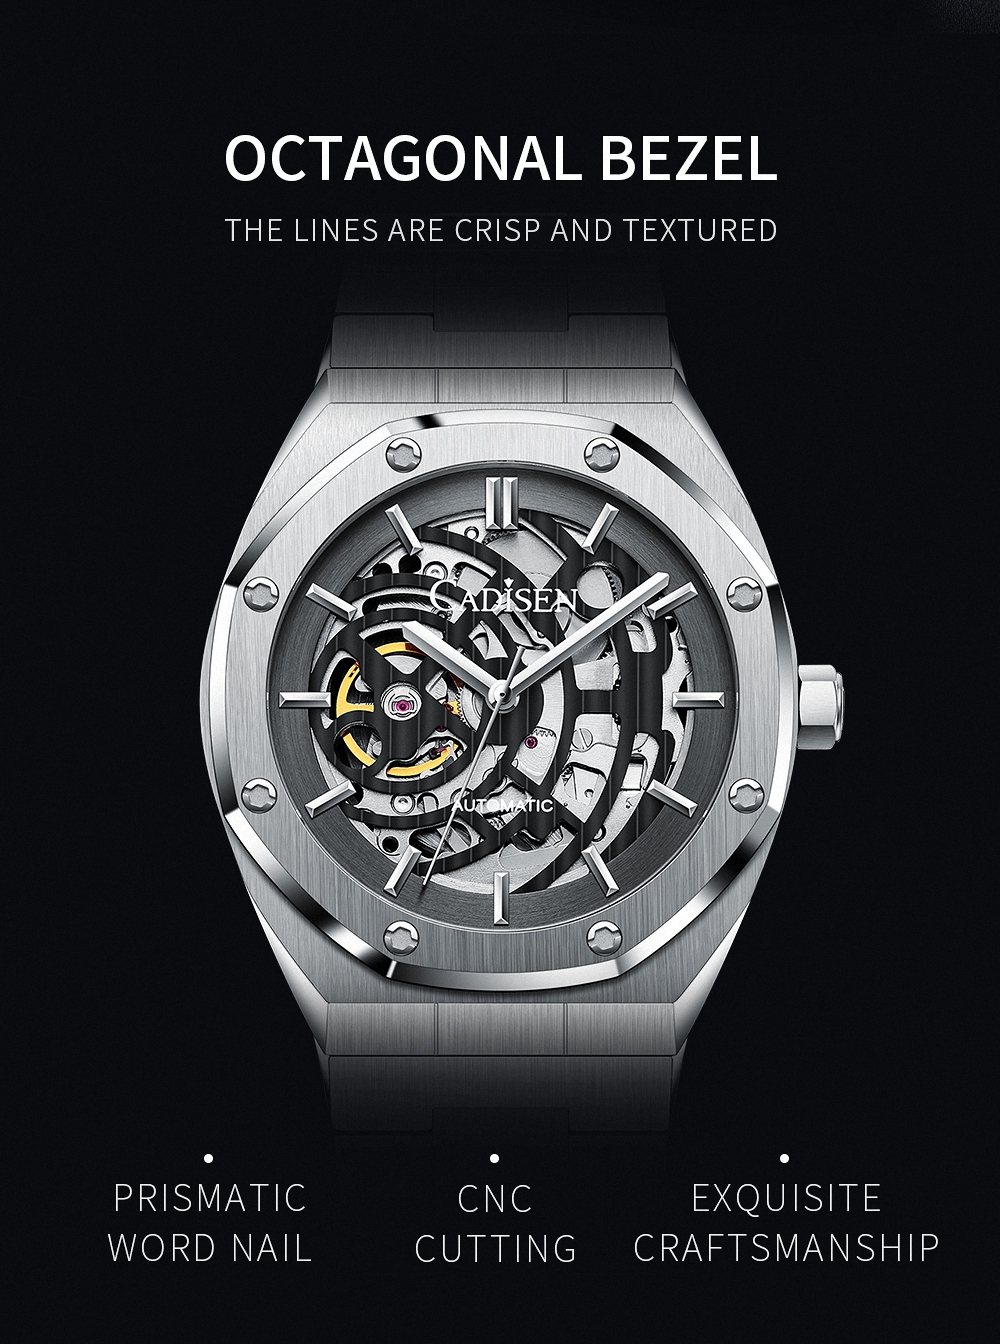 OCTAGONAL BEZEL
THE LINES ARE CRISP AND TEXTURED
CADISEN
AUTOMATIC
PRISMATIC
WORD NAIL
CNC
CUTTING
EXQUISITE
CRAFTSMANSHIP